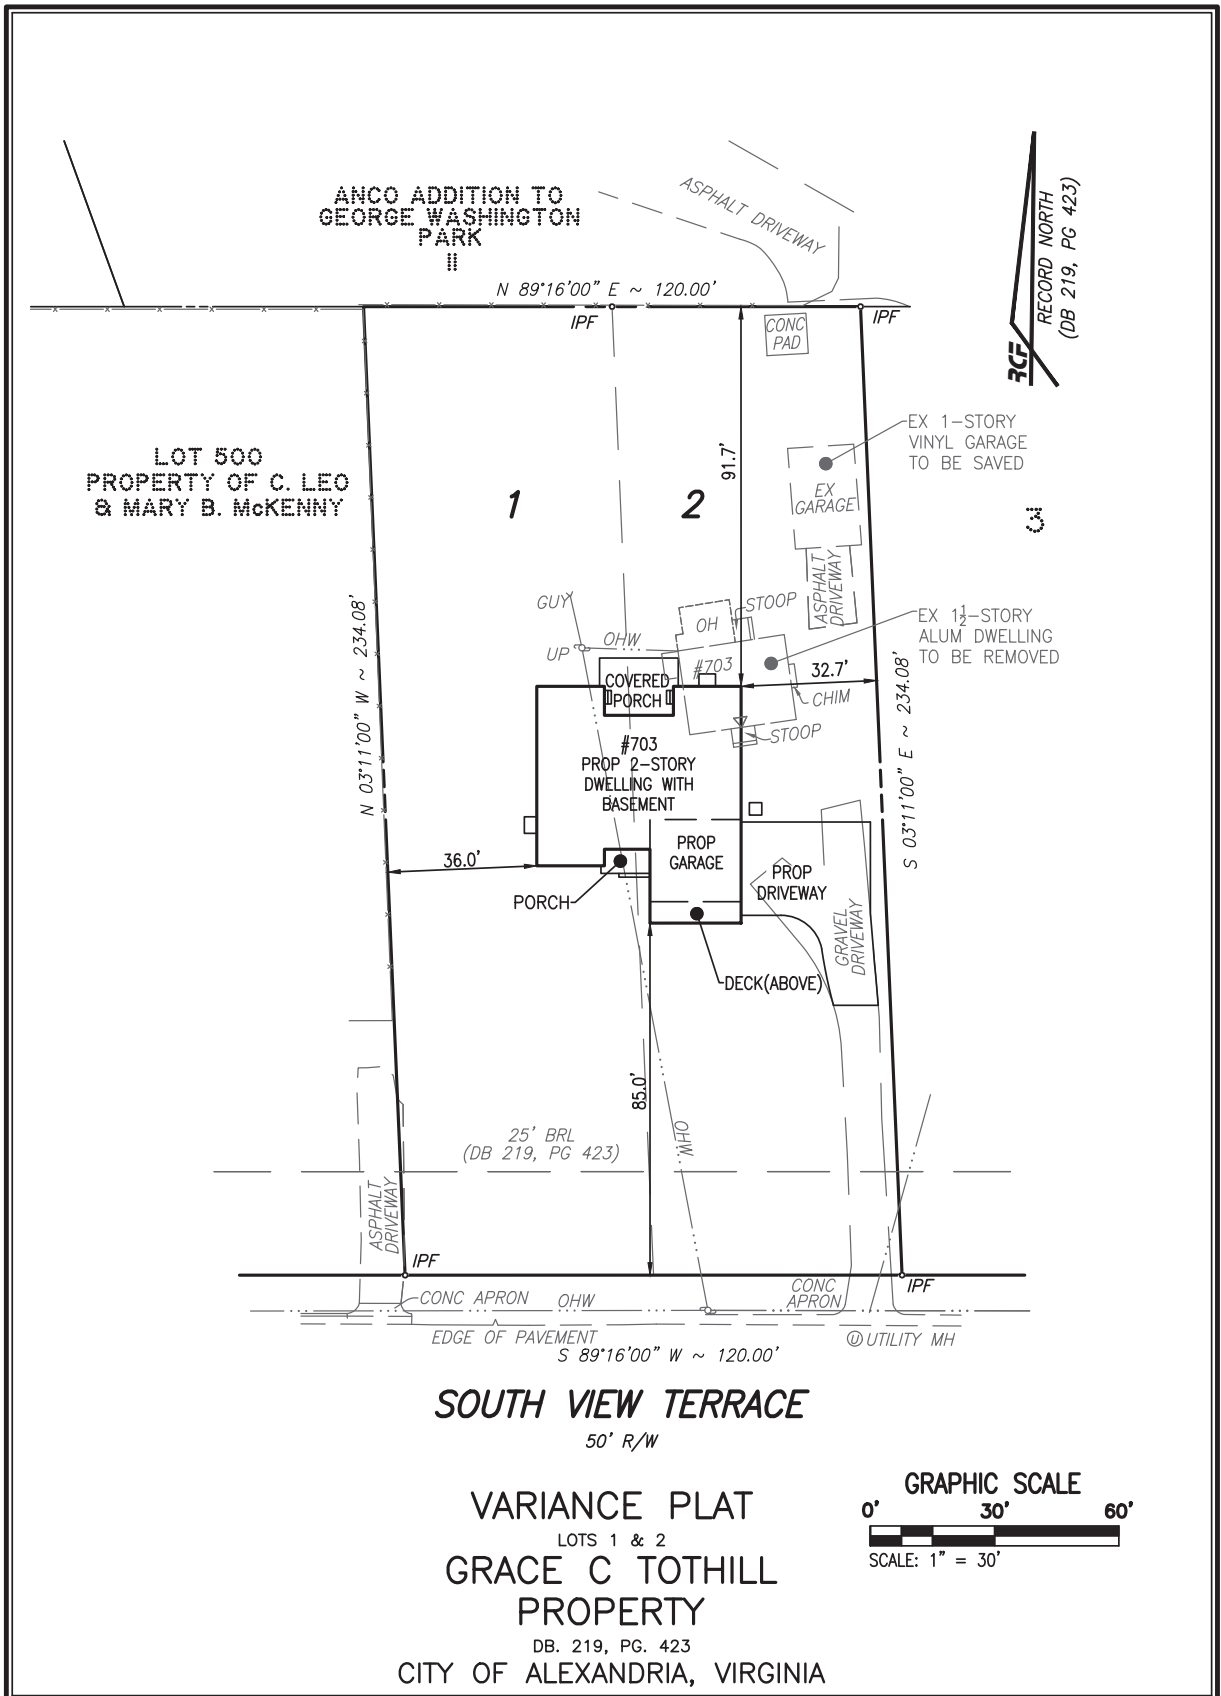 ANCO ADDITION TO
GEORGE WASHINGTON
PARK
II
ASPHALT DRIVEWAY
RECORD NORTH
(DB 219, PG 423)
RCF
N 89°16'00" E ~ 120.00'
IPF
IPF
CONC
PAD
LOT 500
PROPERTY OF C. LEO
& MARY B. McKENNY
1
2
91.7'
EX 1-STORY
VINYL GARAGE
TO BE SAVED
EX
GARAGE
3
ASPHALT
DRIVEWAY
N 03°11'00" W ~ 234.08'
GUY
UP
OHW
OH
STOOP
#703
EX 1½-STORY
ALUM DWELLING
TO BE REMOVED
COVERED
PORCH
32.7'
CHIM
STOOP
S 03°11'00" E ~ 234.08'
#703
PROP 2-STORY
DWELLING WITH
BASEMENT
36.0'
PROP
GARAGE
PROP
DRIVEWAY
PORCH
GRAVEL
DRIVEWAY
DECK(ABOVE)
85.0'
OHW
25' BRL
(DB 219, PG 423)
ASPHALT
DRIVEWAY
IPF
IPF
CONC APRON
OHW
CONC
APRON
EDGE OF PAVEMENT
U UTILITY MH
S 89°16'00" W ~ 120.00'
SOUTH VIEW TERRACE
50' R/W
VARIANCE PLAT
LOTS 1 & 2
GRACE C TOTHILL
PROPERTY
DB. 219, PG. 423
CITY OF ALEXANDRIA, VIRGINIA
GRAPHIC SCALE
0' 30' 60'
SCALE: 1" = 30'